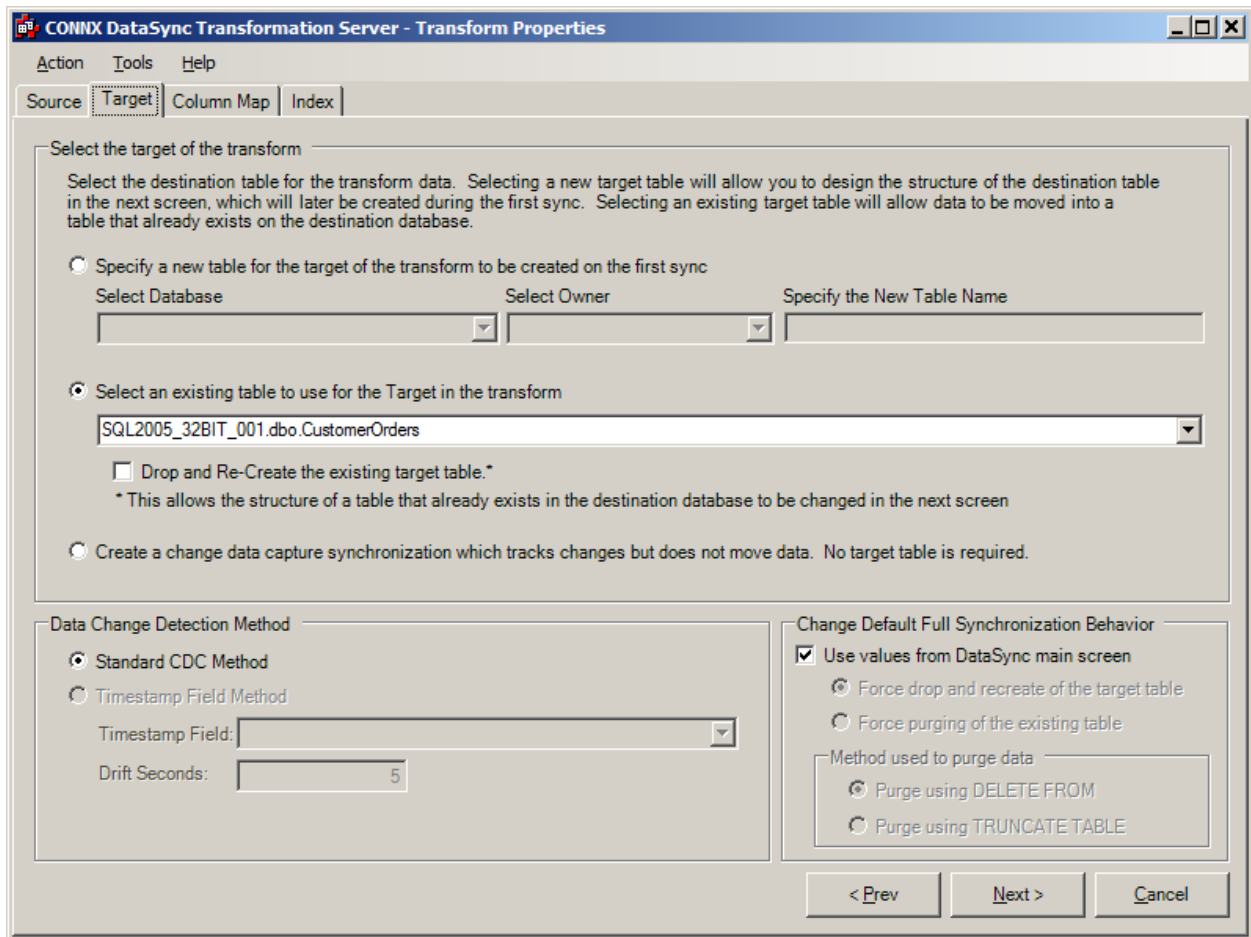 CONNX DataSync Transformation Server - Transform Properties
Action Tools Help
Source Target Column Map Index
Select the target of the transform
Select the destination table for the transform data. Selecting a new target table will allow you to design the structure of the destination table
in the next screen, which will later be created during the first sync. Selecting an existing target table will allow data to be moved into a
table that already exists on the destination database.
Specify a new table for the target of the transform to be created on the first sync
Select Database Select Owner Specify the New Table Name
Select an existing table to use for the Target in the transform
SQL2005_32BIT_001.dbo.CustomerOrders
Drop and Re-Create the existing target table.*
* This allows the structure of a table that already exists in the destination database to be changed in the next screen
Create a change data capture synchronization which tracks changes but does not move data. No target table is required.
Data Change Detection Method
Standard CDC Method
Timestamp Field Method
Timestamp Field:
Drift Seconds: 5
Change Default Full Synchronization Behavior
Use values from DataSync main screen
Force drop and recreate of the target table
Force purging of the existing table
Method used to purge data
Purge using DELETE FROM
Purge using TRUNCATE TABLE
< Prev Next > Cancel